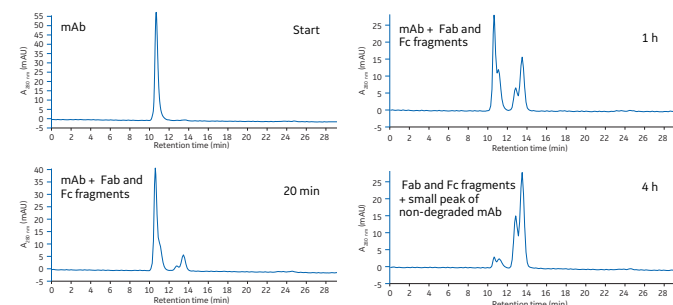 mAb
Start
55
50
45
40
35
30
25
20
15
10
5
0
-5
A280 nm (mAU)
0 2 4 6 8 10 12 14 16 18 20 22 24 26 28
Retention time (min)
mAb + Fab and
Fc fragments
1 h
25
20
15
10
5
0
-5
A280 nm (mAU)
0 2 4 6 8 10 12 14 16 18 20 22 24 26 28
Retention time (min)
mAb + Fab and
Fc fragments
20 min
40
35
30
25
20
15
10
5
0
-5
A280 nm (mAU)
0 2 4 6 8 10 12 14 16 18 20 22 24 26 28
Retention time (min)
Fab and Fc fragments
+ small peak of
non-degraded mAb
4 h
25
20
15
10
5
0
-5
A280 nm (mAU)
0 2 4 6 8 10 12 14 16 18 20 22 24 26 28
Retention time (min)